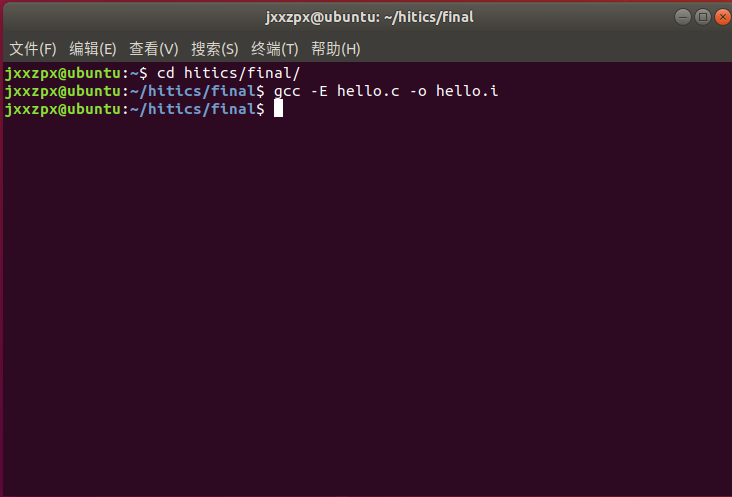 jxxzpx@ubuntu: ~/hitics/final
文件(F) 编辑(E) 查看(V) 搜索(S) 终端(T) 帮助(H)
jxxzpx@ubuntu:~$ cd hitics/final/
jxxzpx@ubuntu:~/hitics/final$ gcc -E hello.c -o hello.i
jxxzpx@ubuntu:~/hitics/final$